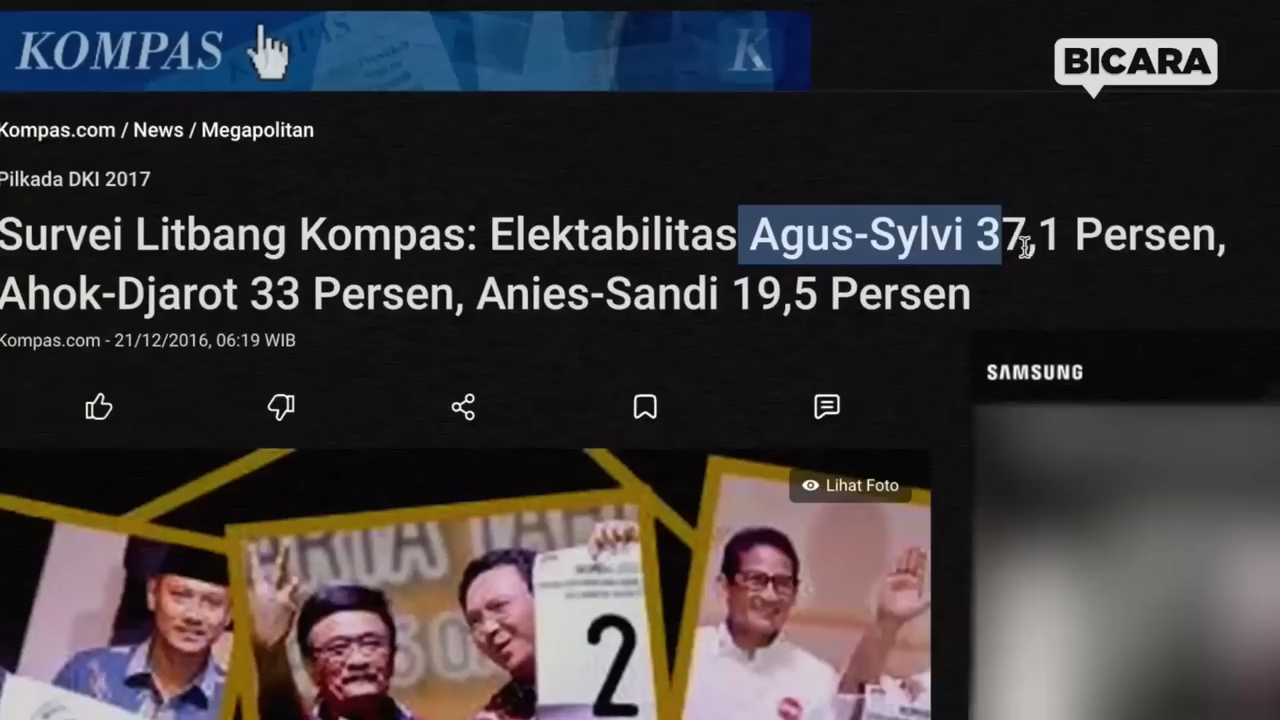 KOMPAS
K
BICARA
Kompas.com / News / Megapolitan
Pilkada DKI 2017
Survei Litbang Kompas: Elektabilitas Agus-Sylvi 37,1 Persen,
Ahok-Djarot 33 Persen, Anies-Sandi 19,5 Persen
Kompas.com - 21/12/2016, 06:19 WIB
SAMSUNG
Lihat Foto
2